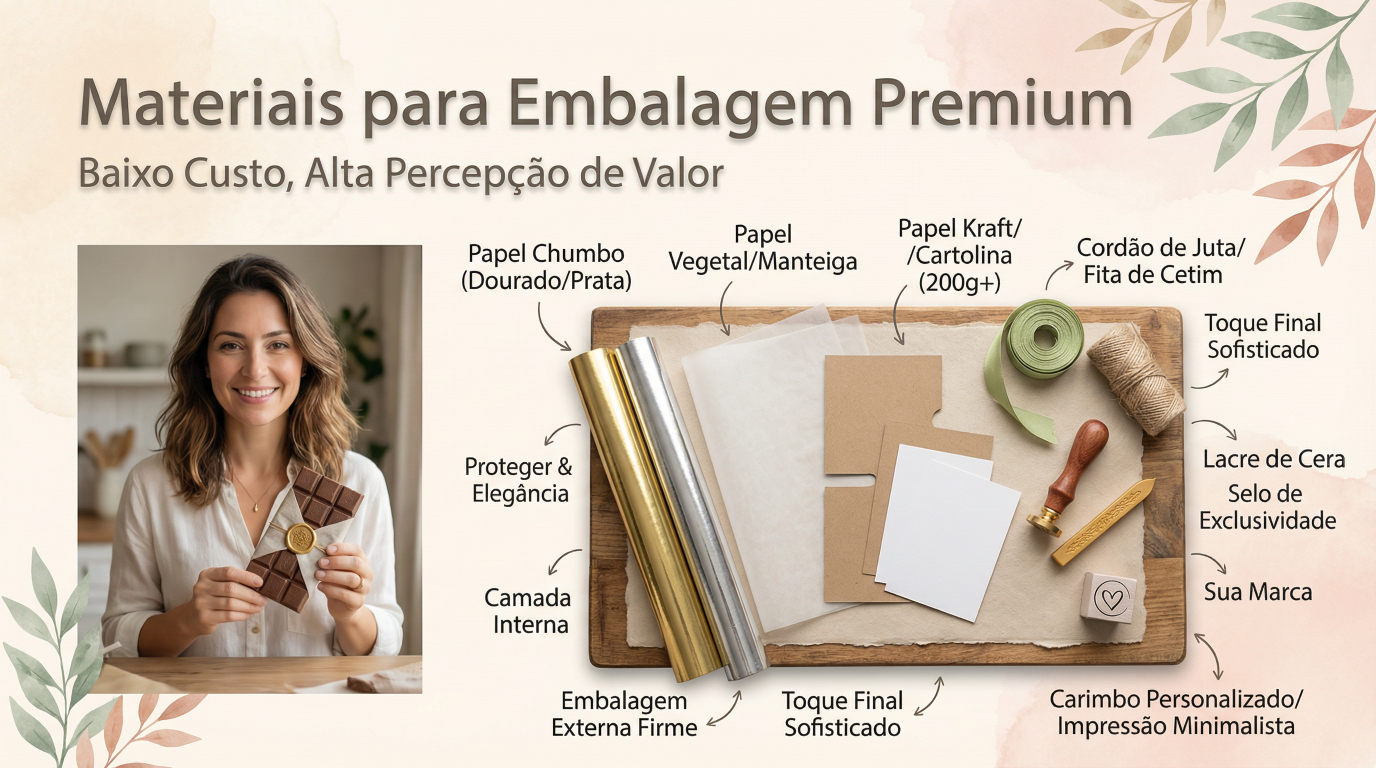 Materiais para Embalagem Premium
Baixo Custo, Alta Percepção de Valor
Papel Chumbo
(Dourado/Prata)
Papel
Vegetal/Manteiga
Papel Kraft/
/Cartolina
(200g+)
Cordão de Juta/
Fita de Cetim
Toque Final
Sofisticado
Proteger &
Elegância
Lacre de Cera
Selo de
Exclusividade
Camada
Interna
Sua Marca
Embalagem
Externa Firme
Toque Final
Sofisticado
Carimbo Personalizado/
Impressão Minimalista